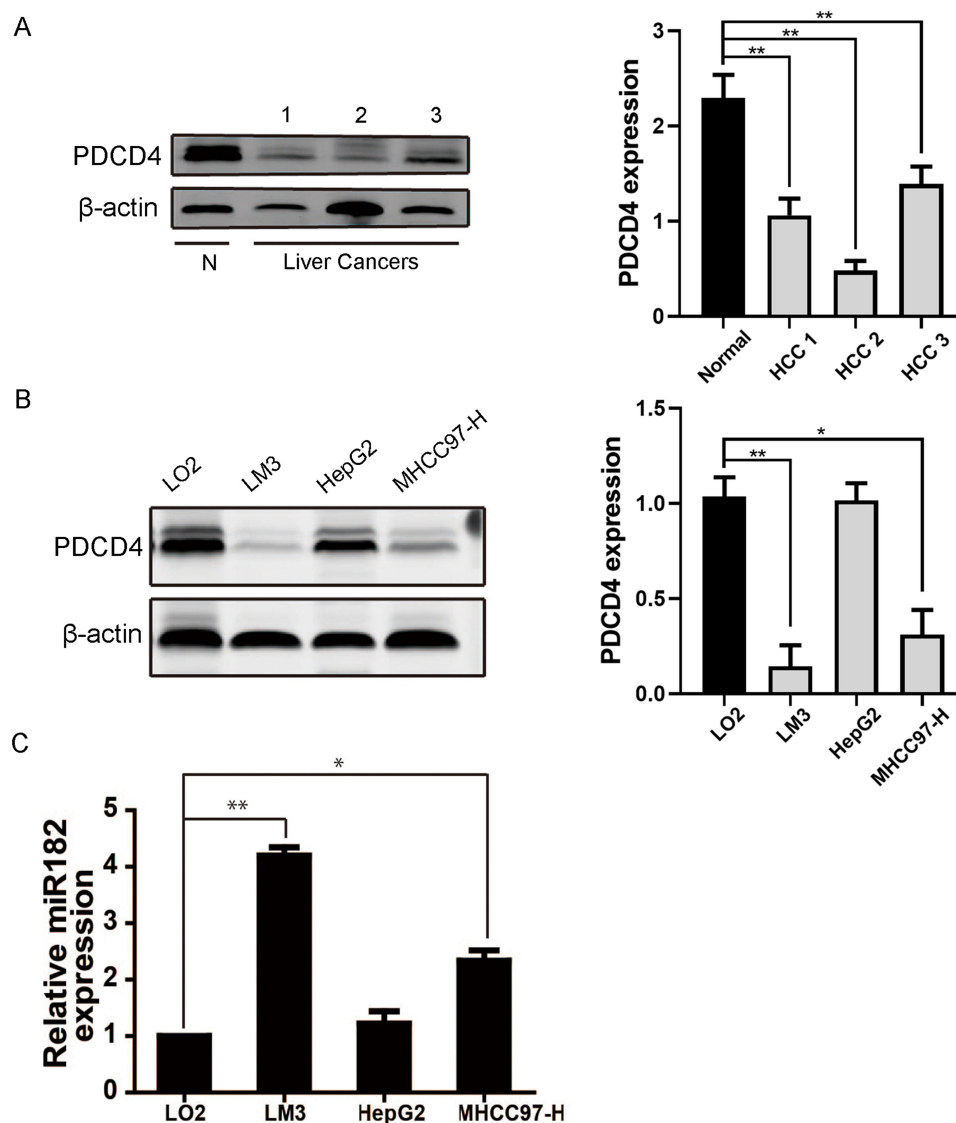 A
1 2 3
PDCD4
β-actin
N Liver Cancers
PDCD4 expression
3
2
1
0
** 
**
**
Normal HCC 1 HCC 2 HCC 3
B
LO2 LM3 HepG2 MHCC97-H
PDCD4
β-actin
PDCD4 expression
1.5
1.0
0.5
0.0
*
**
LO2 LM3 HepG2 MHCC97-H
C
Relative miR182
expression
5
4
3
2
1
0
*
**
LO2 LM3 HepG2 MHCC97-H